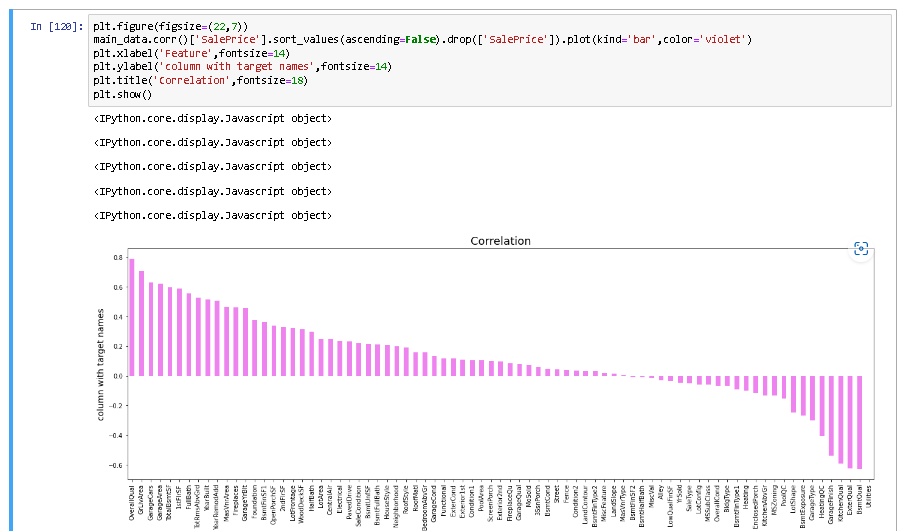 In [120]:
plt.figure(figsize=(22,7))
main_data.corr()['SalePrice'].sort_values(ascending=False).drop(['SalePrice']).plot(kind='bar',color='violet')
plt.xlabel('Feature',fontsize=14)
plt.ylabel('column with target names',fontsize=14)
plt.title('Correlation',fontsize=18)
plt.show()
<IPython.core.display.Javascript object>
<IPython.core.display.Javascript object>
<IPython.core.display.Javascript object>
<IPython.core.display.Javascript object>
<IPython.core.display.Javascript object>
Correlation
column with target names
0.8
0.6
0.4
0.2
0.0
−0.2
−0.4
−0.6
OverallQual
GrLivArea
GarageCars
GarageArea
TotalBsmtSF
1stFlrSF
FullBath
TotRmsAbvGrd
YearBuilt
YearRemodAdd
MasVnrArea
Fireplaces
GarageYrBlt
Foundation
BsmtFinSF1
OpenPorchSF
2ndFlrSF
LotFrontage
WoodDeckSF
HalfBath
LotArea
CentralAir
Electrical
PavedDrive
SaleCondition
BsmtUnfSF
BsmtFullBath
HouseStyle
Neighborhood
RoofStyle
RoofMatl
BedroomAbvGr
GarageCond
Functional
ExterCond
Exterior1st
Condition1
PoolArea
ScreenPorch
Exterior2nd
FireplaceQu
GarageQual
MoSold
3SsnPorch
BsmtCond
Street
Fence
Condition2
LandContour
BsmtFinType2
MiscFeature
LandSlope
MasVnrType
BsmtFinSF2
BsmtHalfBath
MiscVal
Alley
LowQualFinSF
YrSold
SaleType
LotConfig
MSSubClass
OverallCond
BldgType
BsmtFinType1
Heating
EnclosedPorch
KitchenAbvGr
MSZoning
PoolQC
LotShape
BsmtExposure
GarageType
HeatingQC
GarageFinish
KitchenQual
ExterQual
BsmtQual
Utilities